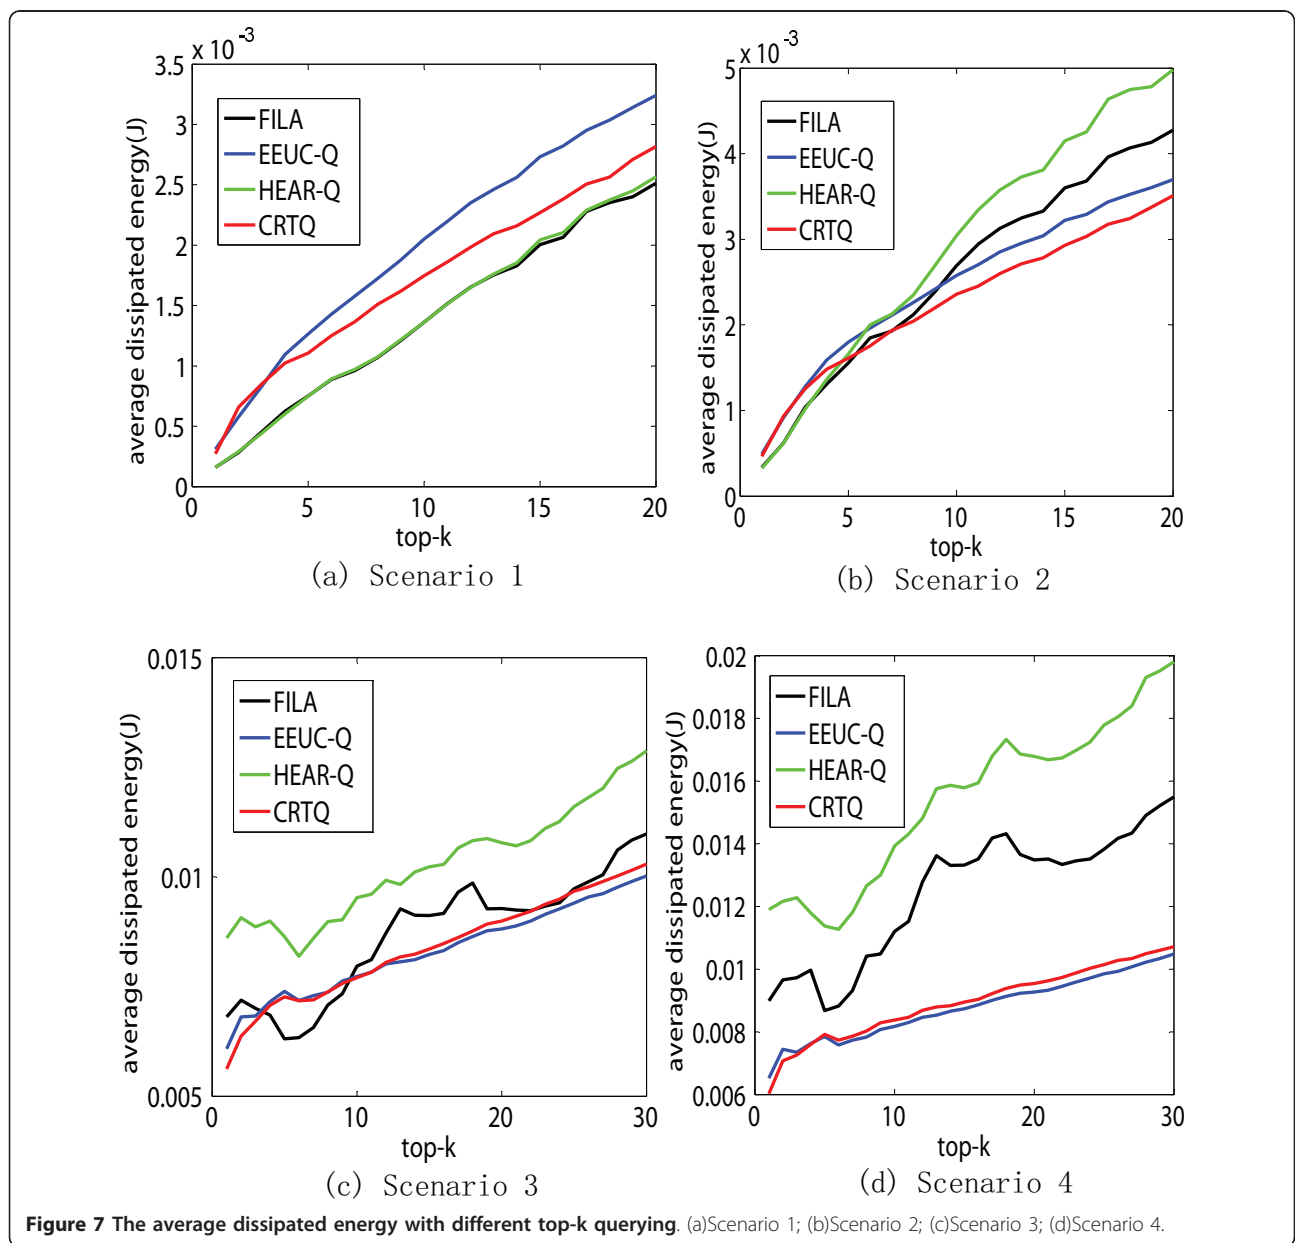 x 10 -3
3.5
3
2.5
2
1.5
1
0.5
0
average dissipated energy(J)
FILA
EEUC-Q
HEAR-Q
CRTQ
0 5 10 15 20
top-k
(a) Scenario 1
x 10 -3
5
4
3
2
1
0
average dissipated energy(J)
FILA
EEUC-Q
HEAR-Q
CRTQ
0 5 10 15 20
top-k
(b) Scenario 2
0.015
0.01
0.005
average dissipated energy(J)
FILA
EEUC-Q
HEAR-Q
CRTQ
0 10 20 30
top-k
(c) Scenario 3
0.02
0.018
0.016
0.014
0.012
0.01
0.008
0.006
average dissipated energy(J)
FILA
EEUC-Q
HEAR-Q
CRTQ
0 10 20 30
top-k
(d) Scenario 4
Figure 7 The average dissipated energy with different top-k querying. (a)Scenario 1; (b)Scenario 2; (c)Scenario 3; (d)Scenario 4.